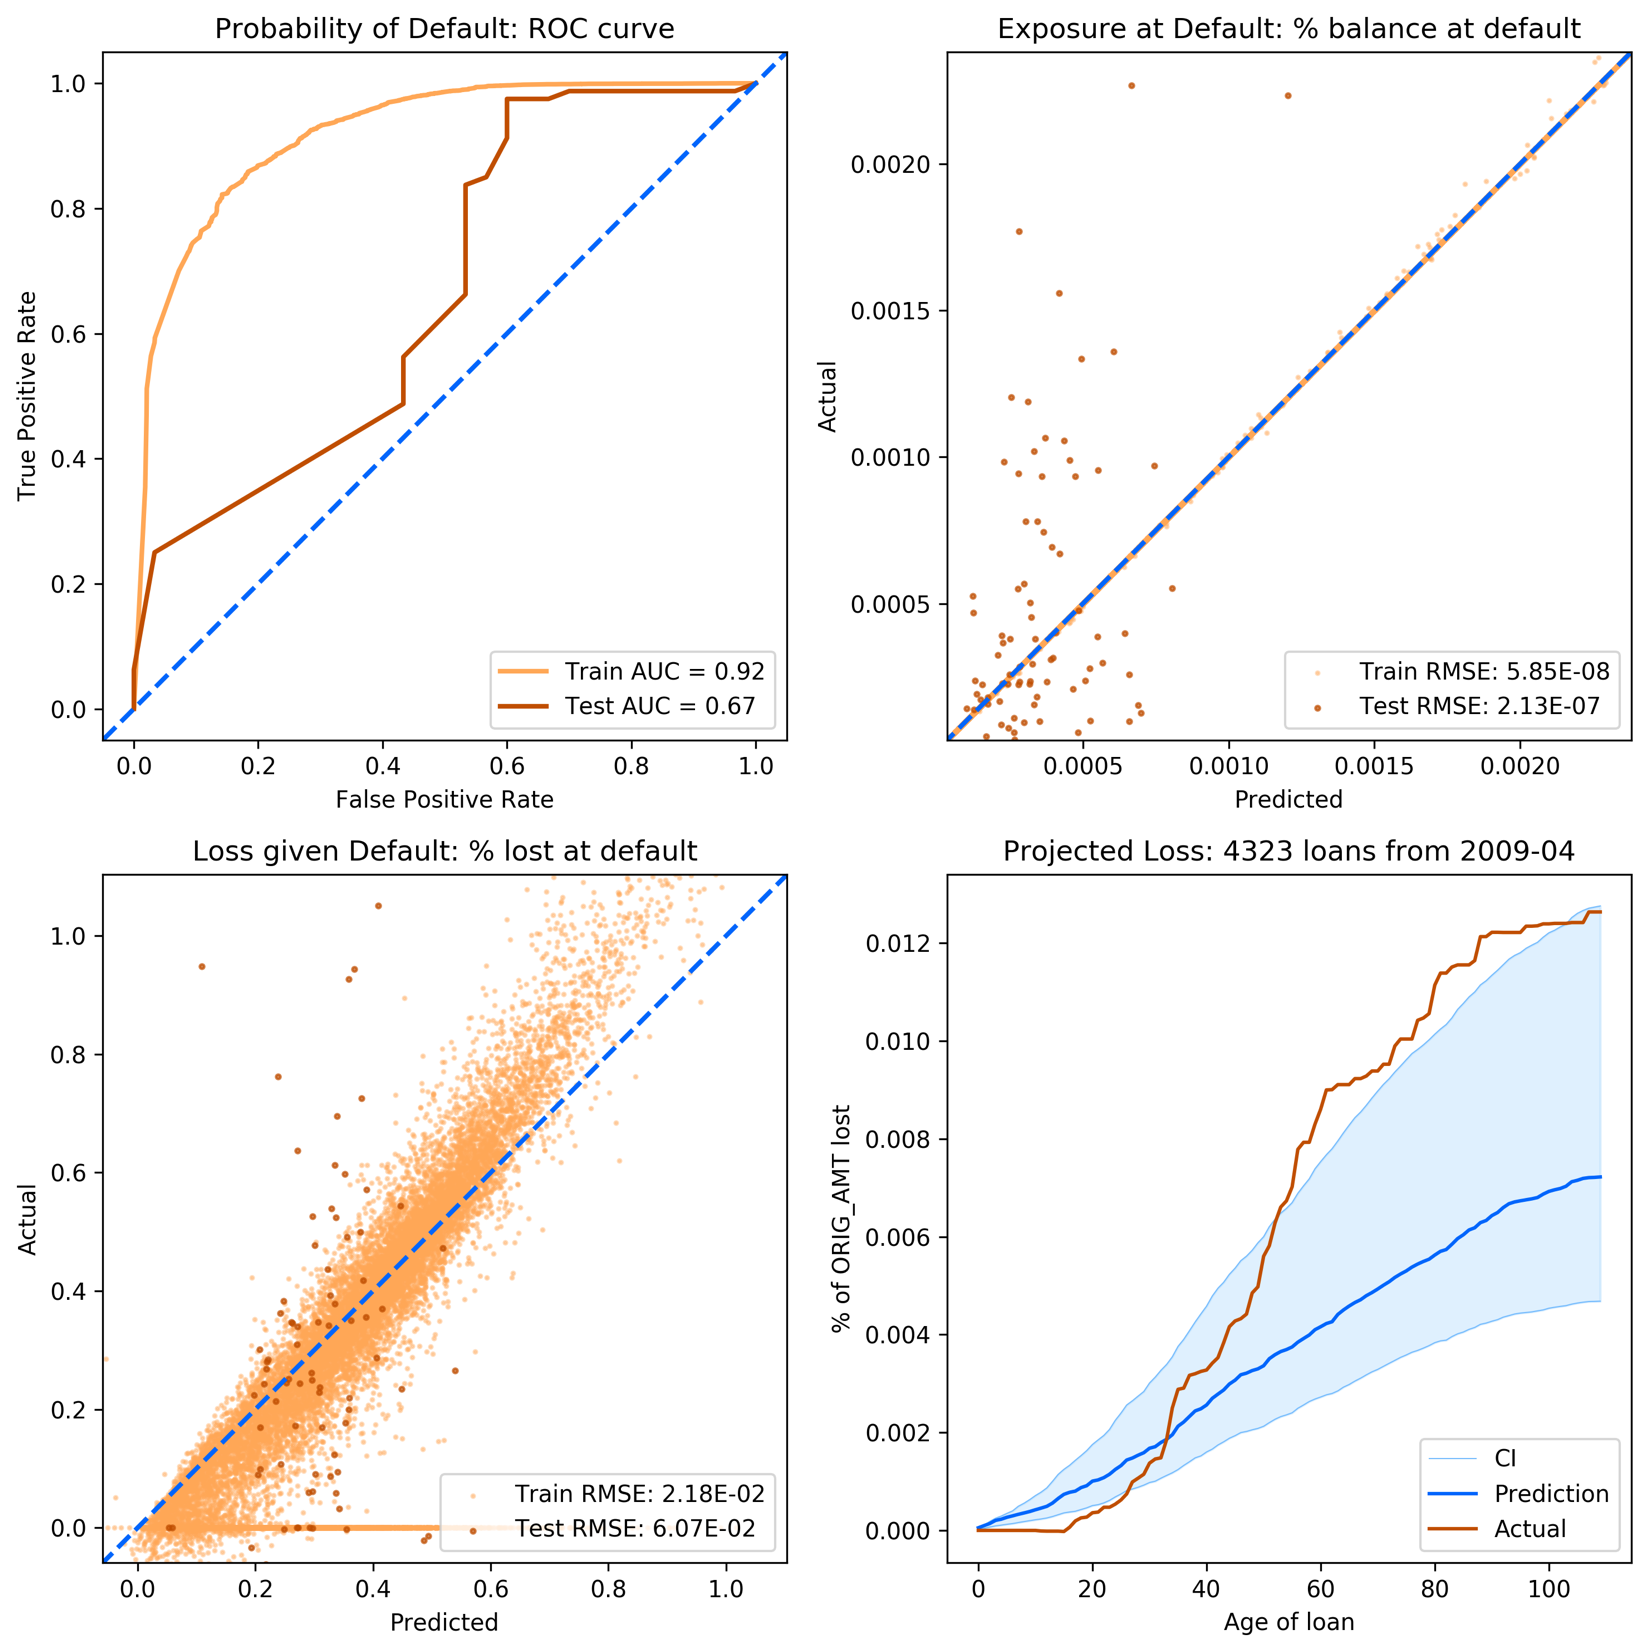 Probability of Default: ROC curve
True Positive Rate
1.0
0.8
0.6
0.4
0.2
0.0
Train AUC = 0.92
Test AUC = 0.67
0.0 0.2 0.4 0.6 0.8 1.0
False Positive Rate
Exposure at Default: % balance at default
Actual
0.0020
0.0015
0.0010
0.0005
Train RMSE: 5.85E-08
Test RMSE: 2.13E-07
0.0005 0.0010 0.0015 0.0020
Predicted
Loss given Default: % lost at default
Actual
1.0
0.8
0.6
0.4
0.2
0.0
Train RMSE: 2.18E-02
Test RMSE: 6.07E-02
0.0 0.2 0.4 0.6 0.8 1.0
Predicted
Projected Loss: 4323 loans from 2009-04
% of ORIG_AMT lost
0.012
0.010
0.008
0.006
0.004
0.002
0.000
CI
Prediction
Actual
0 20 40 60 80 100
Age of loan